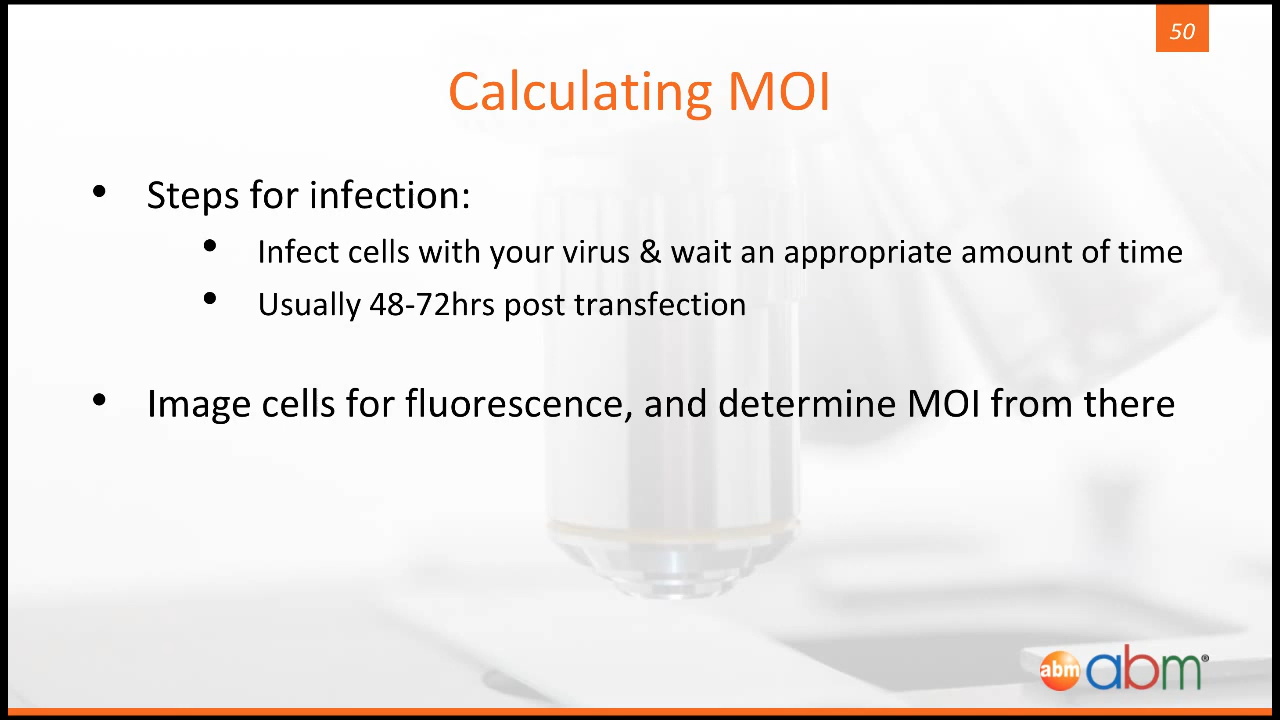 50
Calculating MOI
• Steps for infection:
• Infect cells with your virus & wait an appropriate amount of time
• Usually 48-72hrs post transfection
• Image cells for fluorescence, and determine MOI from there
abm abm®